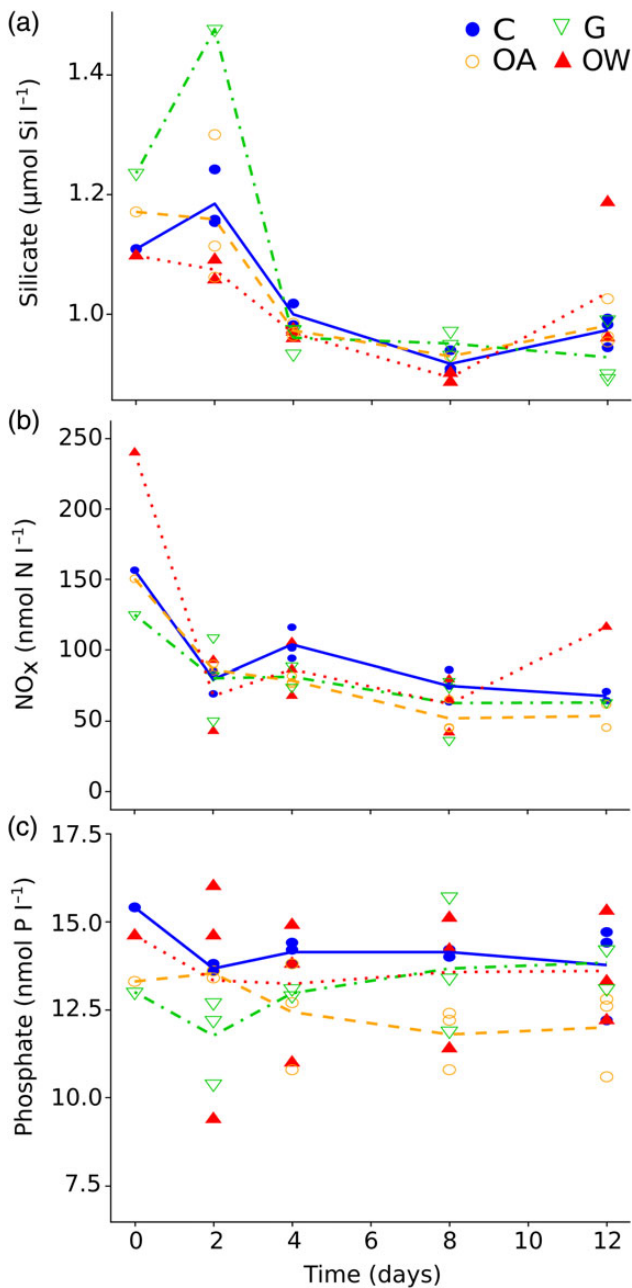 (a)
C
G
OA
OW
Silicate (μmol Si l⁻¹)
1.4
1.2
1.0
(b)
NOₓ (nmol N l⁻¹)
250
200
150
100
50
0
(c)
Phosphate (nmol P l⁻¹)
17.5
15.0
12.5
10.0
7.5
0 2 4 6 8 10 12
Time (days)